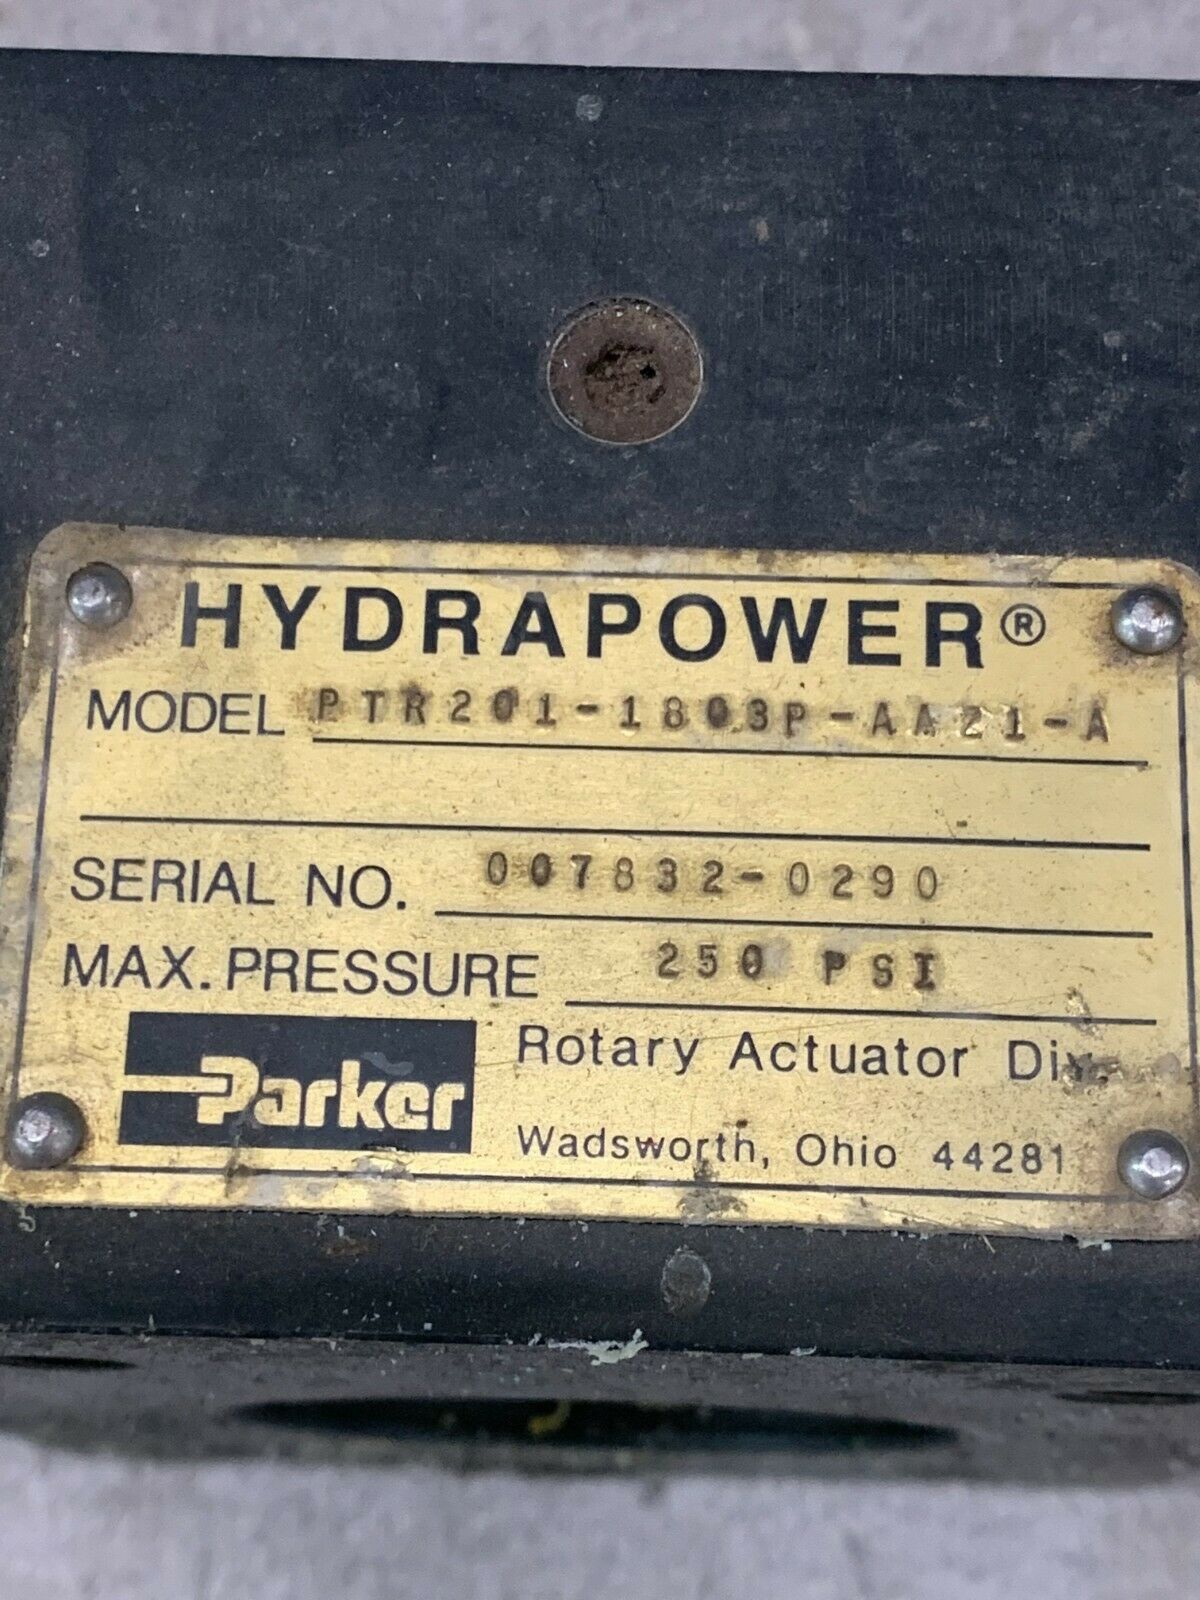 HYDRAPOWER®
MODEL PTR201-1803P-AA21-A
SERIAL NO. 007832-0290
MAX. PRESSURE 250 PSI
Parker
Rotary Actuator Div.
Wadsworth, Ohio 44281